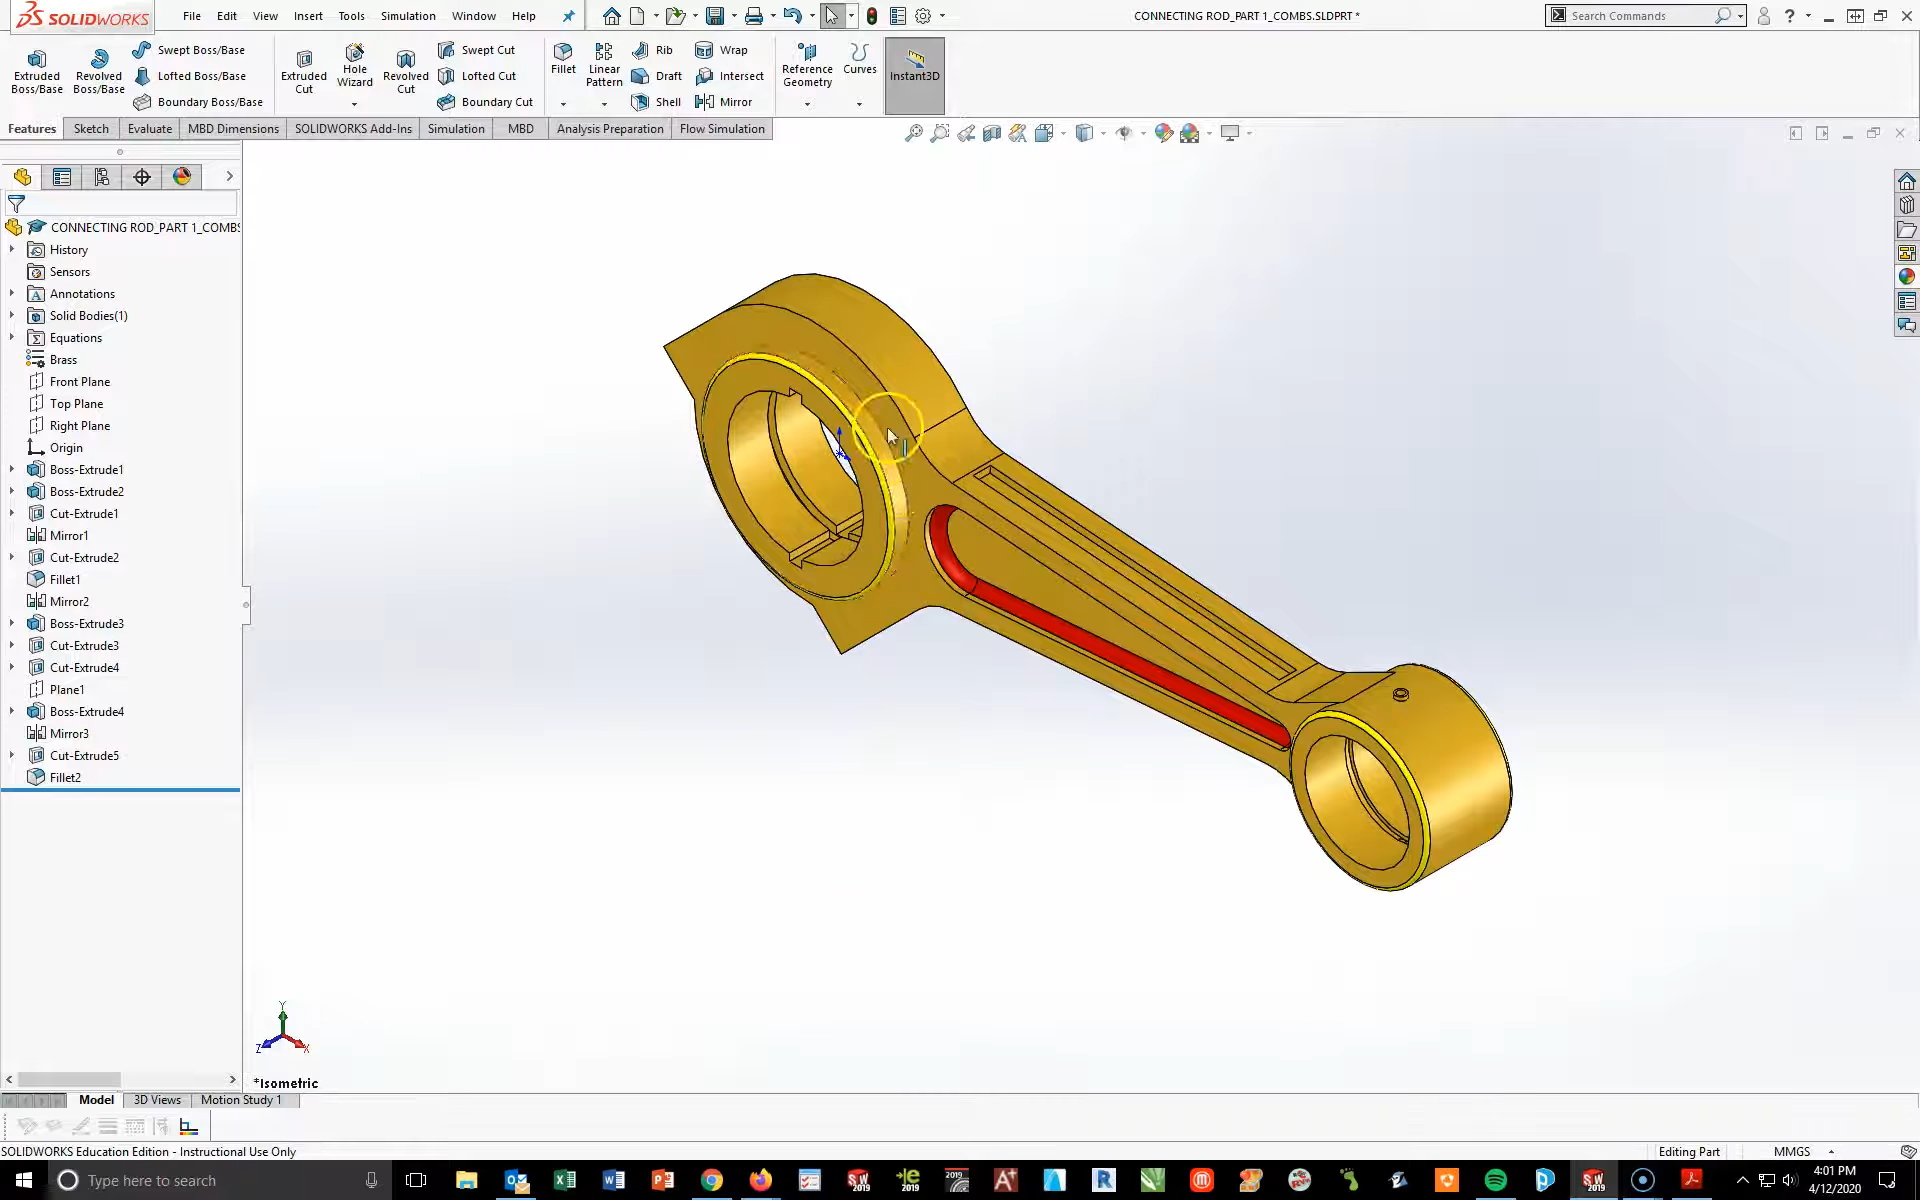 SOLIDWORKS File Edit View Insert Tools Simulation Window Help CONNECTING ROD_PART 1_COMBS.SLDPRT * Search Commands
Extruded Boss/Base Revolved Boss/Base Swept Boss/Base Lofted Boss/Base Boundary Boss/Base
Extruded Cut Hole Wizard Revolved Cut Swept Cut Lofted Cut Boundary Cut
Fillet Linear Pattern Rib Draft Shell Wrap Intersect Mirror
Reference Geometry Curves Instant3D
Features Sketch Evaluate MBD Dimensions SOLIDWORKS Add-Ins Simulation MBD Analysis Preparation Flow Simulation
CONNECTING ROD_PART 1_COMBS
History
Sensors
Annotations
Solid Bodies(1)
Equations
Brass
Front Plane
Top Plane
Right Plane
Origin
Boss-Extrude1
Boss-Extrude2
Cut-Extrude1
Mirror1
Cut-Extrude2
Fillet1
Mirror2
Boss-Extrude3
Cut-Extrude3
Cut-Extrude4
Plane1
Boss-Extrude4
Mirror3
Cut-Extrude5
Fillet2
Y
Z X
*Isometric
Model 3D Views Motion Study 1
SOLIDWORKS Education Edition - Instructional Use Only Editing Part MMGS
Type here to search 4:01 PM
4/12/2020